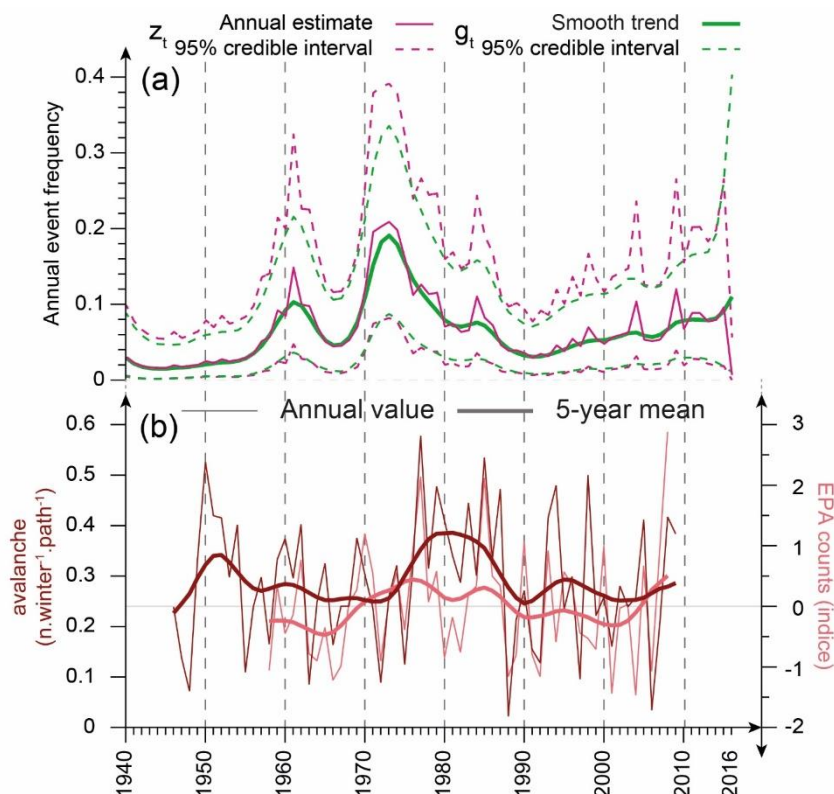 z_t Annual estimate
95% credible interval
g_t Smooth trend
95% credible interval
(a)
0.4
0.3
0.2
0.1
0
Annual event frequency
(b)
Annual value
5-year mean
0.6
0.5
0.4
0.3
0.2
0.1
0
avalanche
(n.winter⁻¹.path⁻¹)
3
2
1
0
-1
-2
EPA counts (indice)
1940
1950
1960
1970
1980
1990
2000
2010
2016